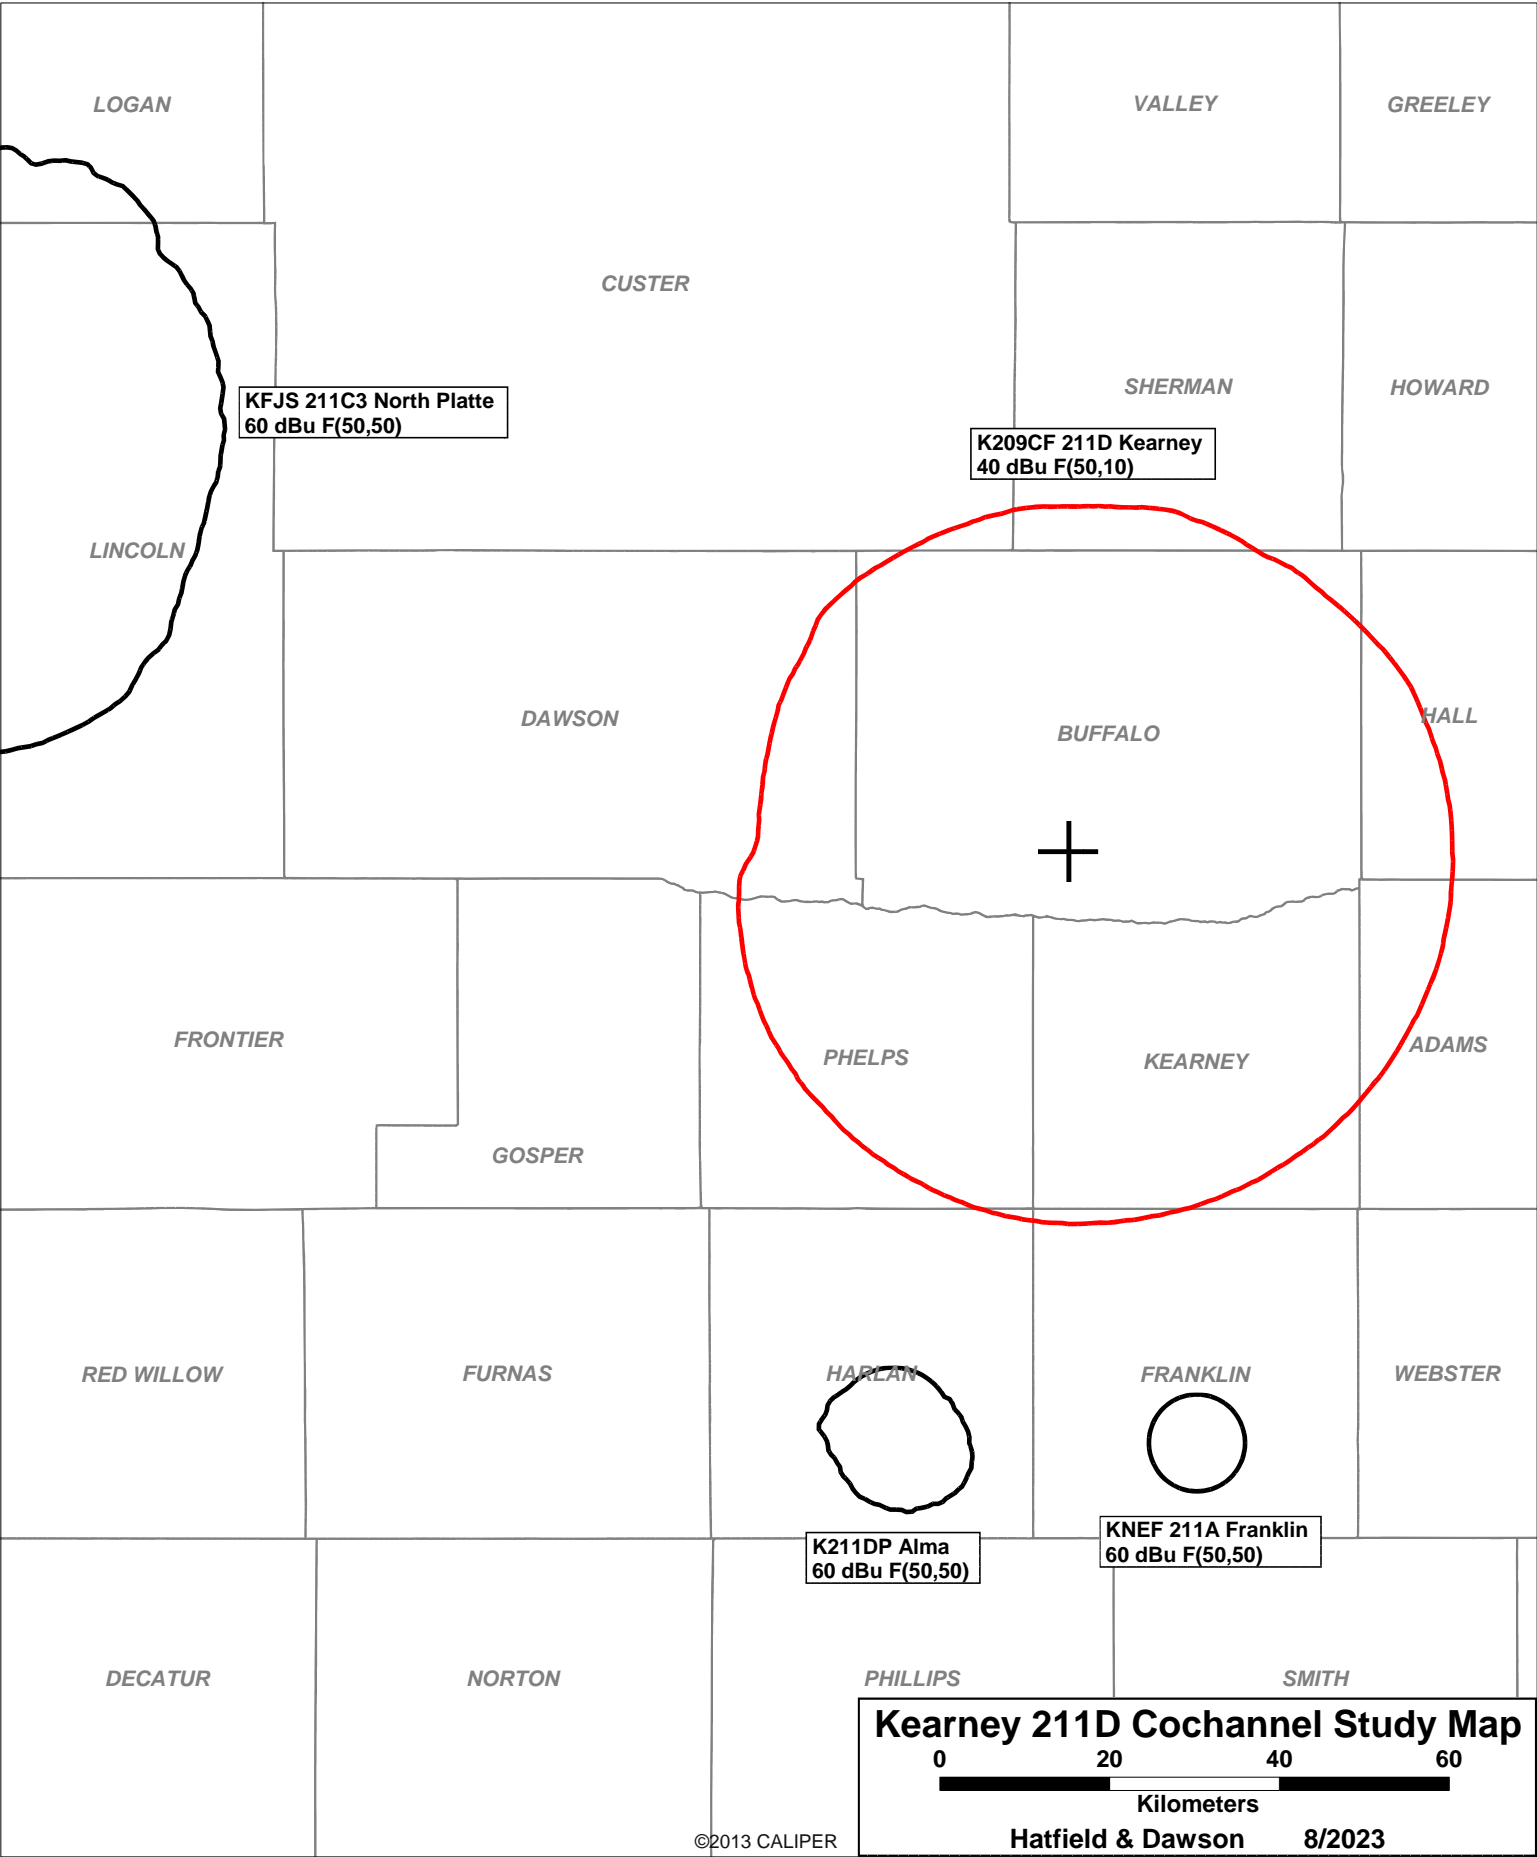 LOGAN
VALLEY
GREELEY
CUSTER
KFJS 211C3 North Platte
60 dBu F(50,50)
SHERMAN
HOWARD
K209CF 211D Kearney
40 dBu F(50,10)
LINCOLN
DAWSON
BUFFALO
HALL
FRONTIER
PHELPS
KEARNEY
ADAMS
GOSPER
RED WILLOW
FURNAS
HARLAN
FRANKLIN
WEBSTER
K211DP Alma
60 dBu F(50,50)
KNEF 211A Franklin
60 dBu F(50,50)
DECATUR
NORTON
PHILLIPS
SMITH
Kearney 211D Cochannel Study Map
0 20 40 60
Kilometers
Hatfield & Dawson 8/2023
©2013 CALIPER